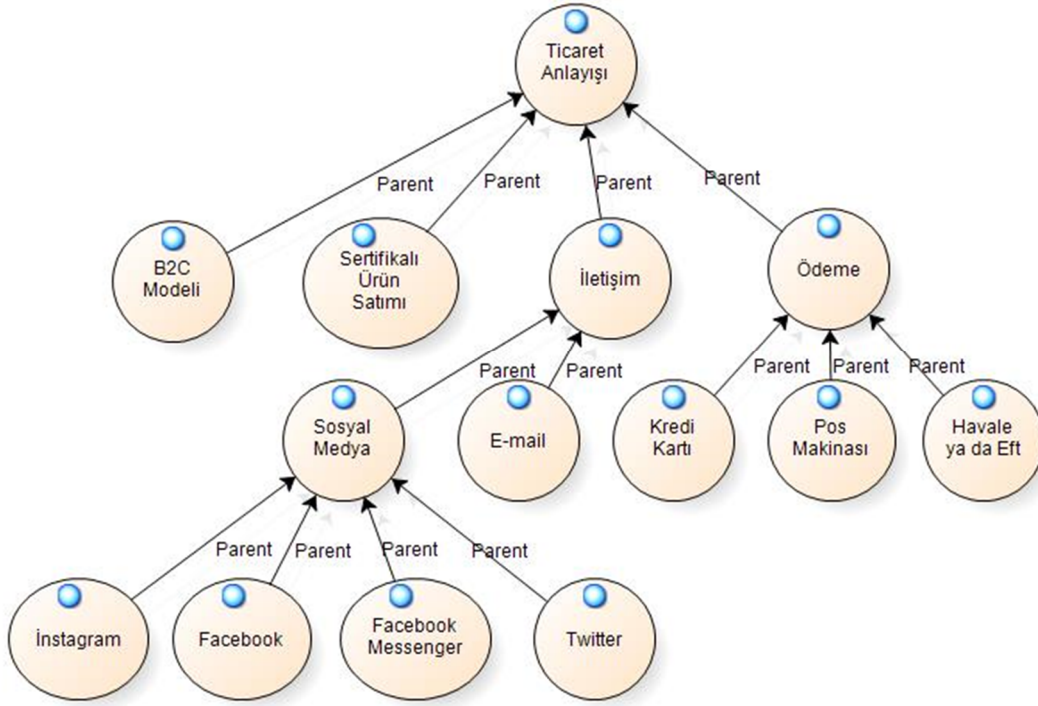 Ticaret
Anlayışı
Parent
Parent
Parent
Parent
B2C
Modeli
Sertifikalı
Ürün
Satımı
İletişim
Ödeme
Parent
Parent
Parent
Parent
Parent
Sosyal
Medya
E-mail
Kredi
Kartı
Pos
Makinası
Havale
ya da Eft
Parent
Parent
Parent
Parent
İnstagram
Facebook
Facebook
Messenger
Twitter